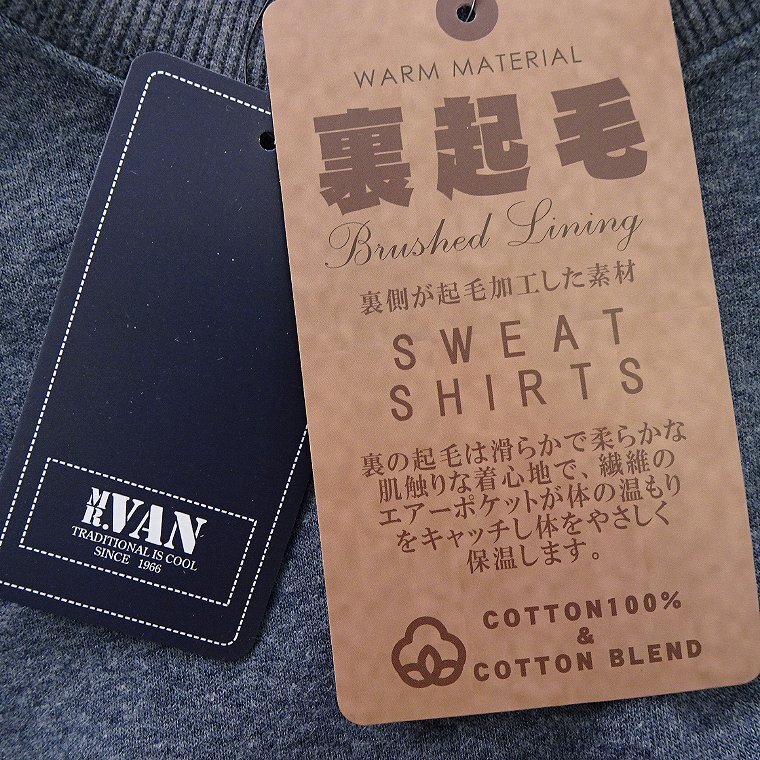 WARM MATERIAL
裏起毛
Brushed Lining
裏側が起毛加工した素材
SWEAT
SHIRTS
裏の起毛は滑らかで柔らかな
肌触りな着心地で、繊維の
エアーポケットが体の温もり
をキャッチし体をやさしく
保温します。
COTTON100%
&
COTTON BLEND
MR.VAN
TRADITIONAL IS COOL
SINCE 1966